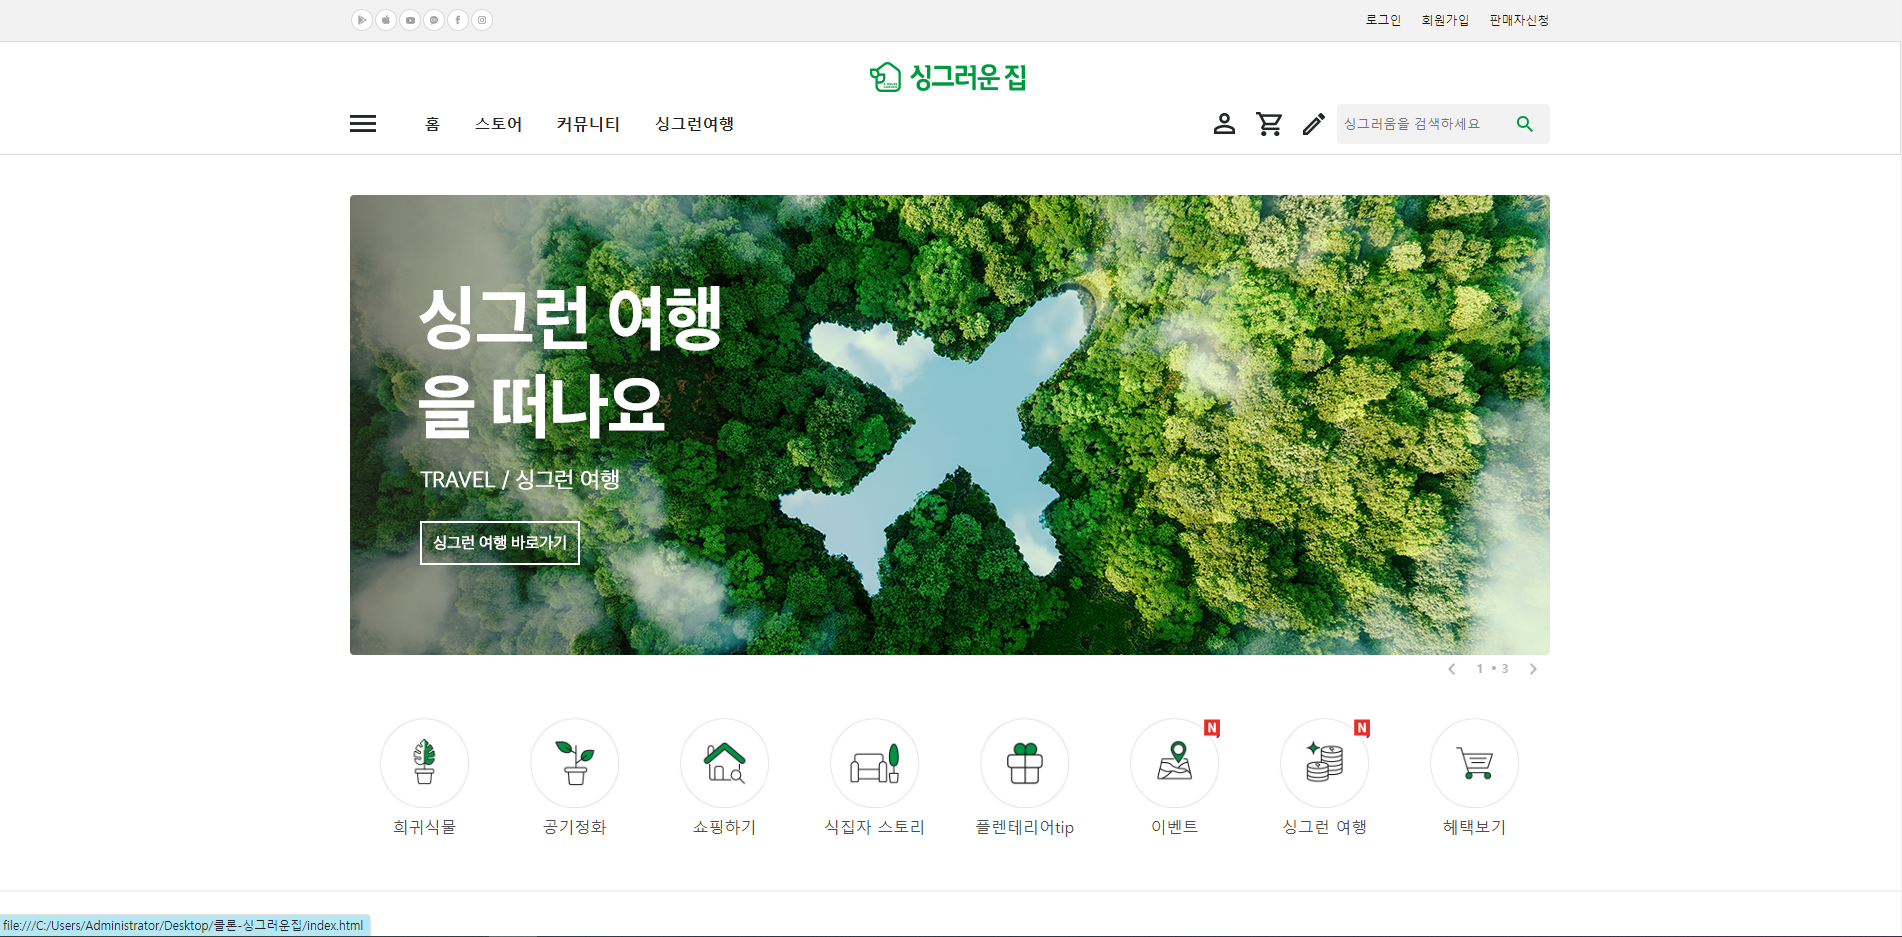 로그인 회원가입 판매자신청
싱그러운 집
홈 스토어 커뮤니티 싱그런여행 싱그러움을 검색하세요
싱그런 여행
을 떠나요
TRAVEL / 싱그런 여행
싱그런 여행 바로가기
1 • 3
N N
희귀식물 공기정화 쇼핑하기 식집자 스토리 플렌테리어tip 이벤트 싱그런 여행 혜택보기
file:///C:/Users/Administrator/Desktop/클론-싱그러운집/index.html